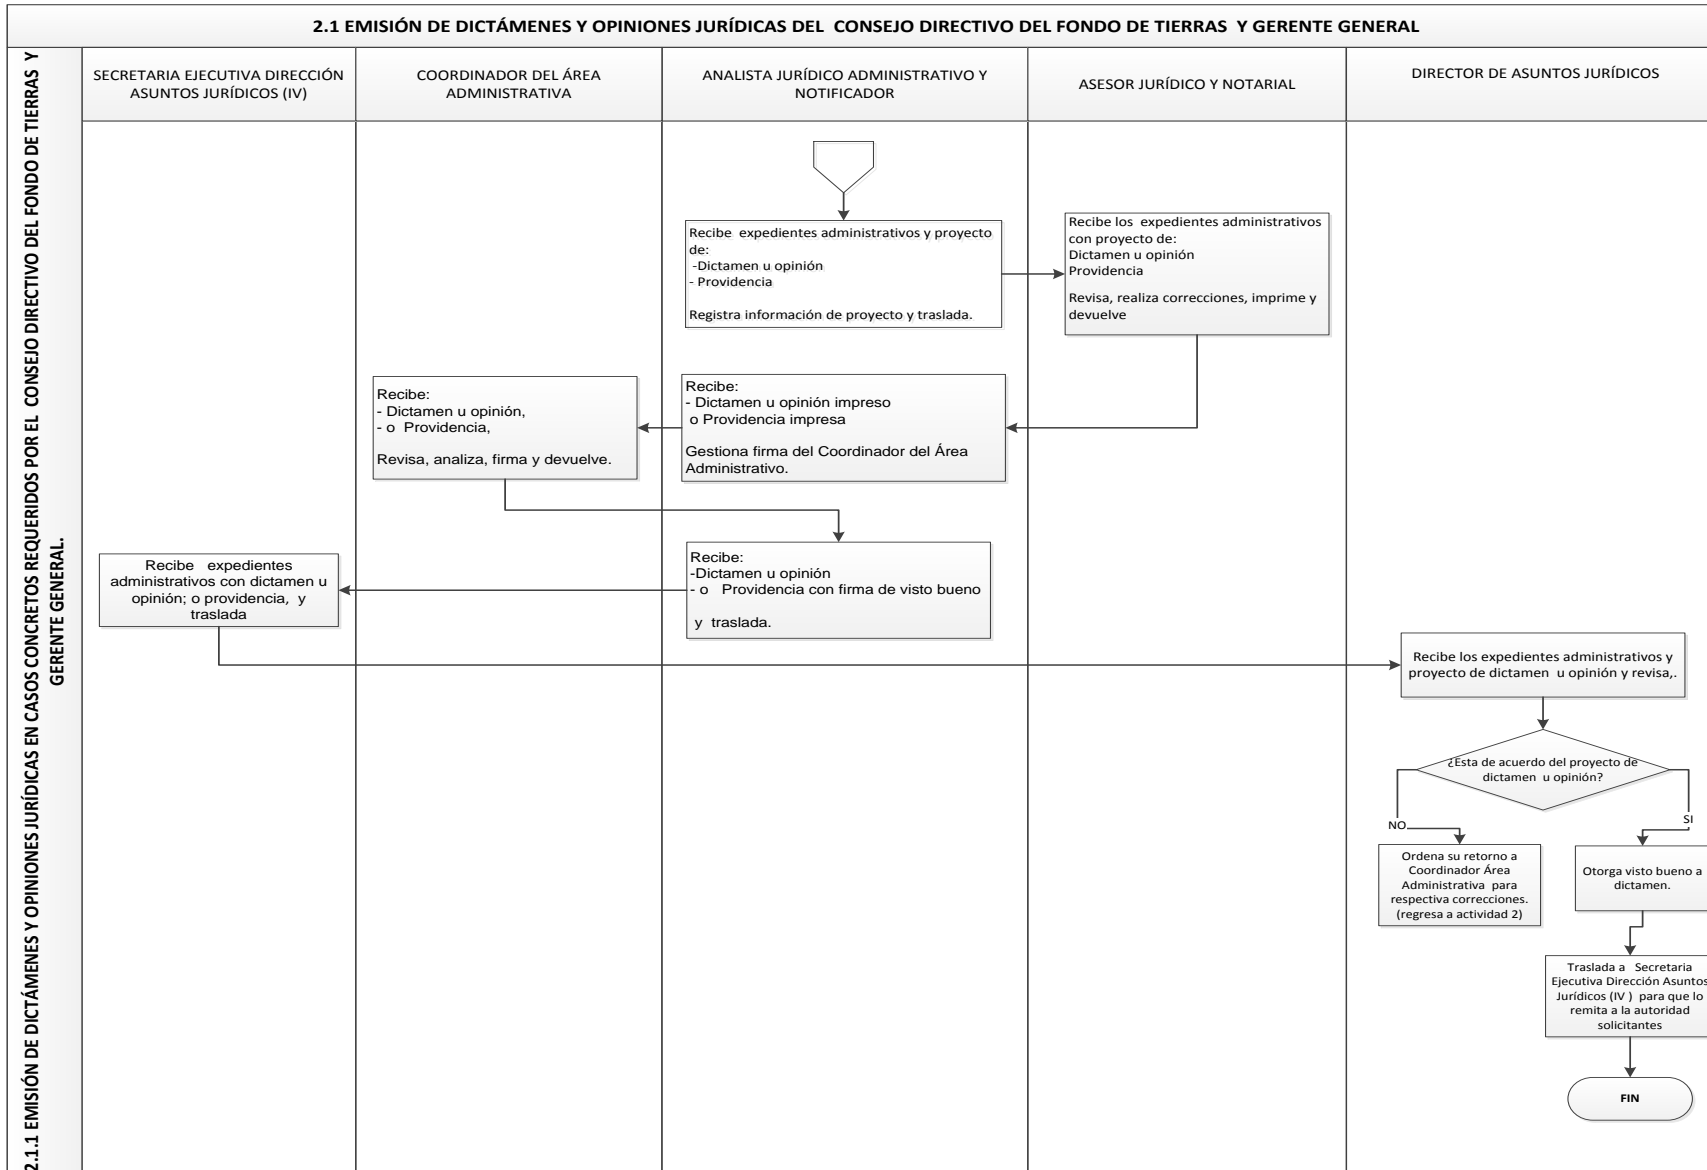 2.1 EMISIÓN DE DICTÁMENES Y OPINIONES JURÍDICAS DEL CONSEJO DIRECTIVO DEL FONDO DE TIERRAS Y GERENTE GENERAL
2.1.1 EMISIÓN DE DICTÁMENES Y OPINIONES JURÍDICAS EN CASOS CONCRETOS REQUERIDOS POR EL CONSEJO DIRECTIVO DEL FONDO DE TIERRAS Y
GERENTE GENERAL.
SECRETARIA EJECUTIVA DIRECCIÓN
ASUNTOS JURÍDICOS (IV)
COORDINADOR DEL ÁREA
ADMINISTRATIVA
ANALISTA JURÍDICO ADMINISTRATIVO Y
NOTIFICADOR
ASESOR JURÍDICO Y NOTARIAL
DIRECTOR DE ASUNTOS JURÍDICOS
Recibe expedientes administrativos y proyecto
de:
-Dictamen u opinión
- Providencia
Registra información de proyecto y traslada.
Recibe los expedientes administrativos
con proyecto de:
Dictamen u opinión
Providencia
Revisa, realiza correcciones, imprime y
devuelve
Recibe:
- Dictamen u opinión impreso
o Providencia impresa
Gestiona firma del Coordinador del Área
Administrativo.
Recibe:
- Dictamen u opinión,
- o Providencia,
Revisa, analiza, firma y devuelve.
Recibe:
-Dictamen u opinión
- o Providencia con firma de visto bueno
y traslada.
Recibe expedientes
administrativos con dictamen u
opinión; o providencia, y
traslada
Recibe los expedientes administrativos y
proyecto de dictamen u opinión y revisa,.
¿Esta de acuerdo del proyecto de
dictamen u opinión?
NO
SI
Ordena su retorno a
Coordinador Área
Administrativa para
respectiva correcciones.
(regresa a actividad 2)
Otorga visto bueno a
dictamen.
Traslada a Secretaria
Ejecutiva Dirección Asuntos
Jurídicos (IV ) para que lo
remita a la autoridad
solicitantes
FIN